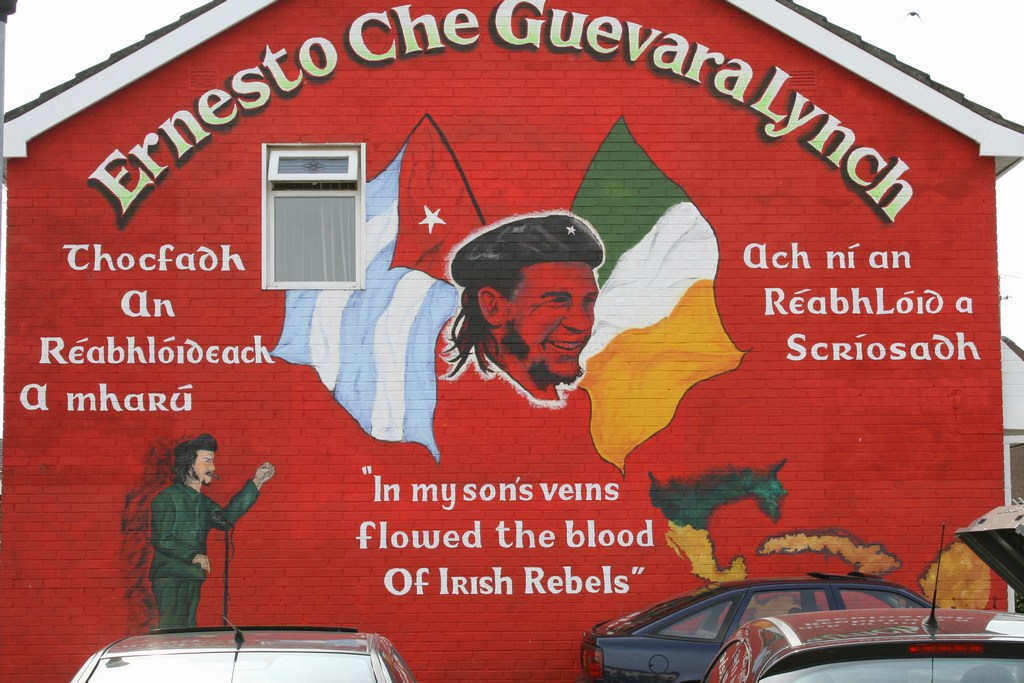 Ernesto Che Guevara Lynch
Thocfadh
An
Réabhlóideach
A mharú
Ach ní an
RéabhLóid a
Scríosadh
"In my son's veins
flowed the blood
Of Irish Rebels"